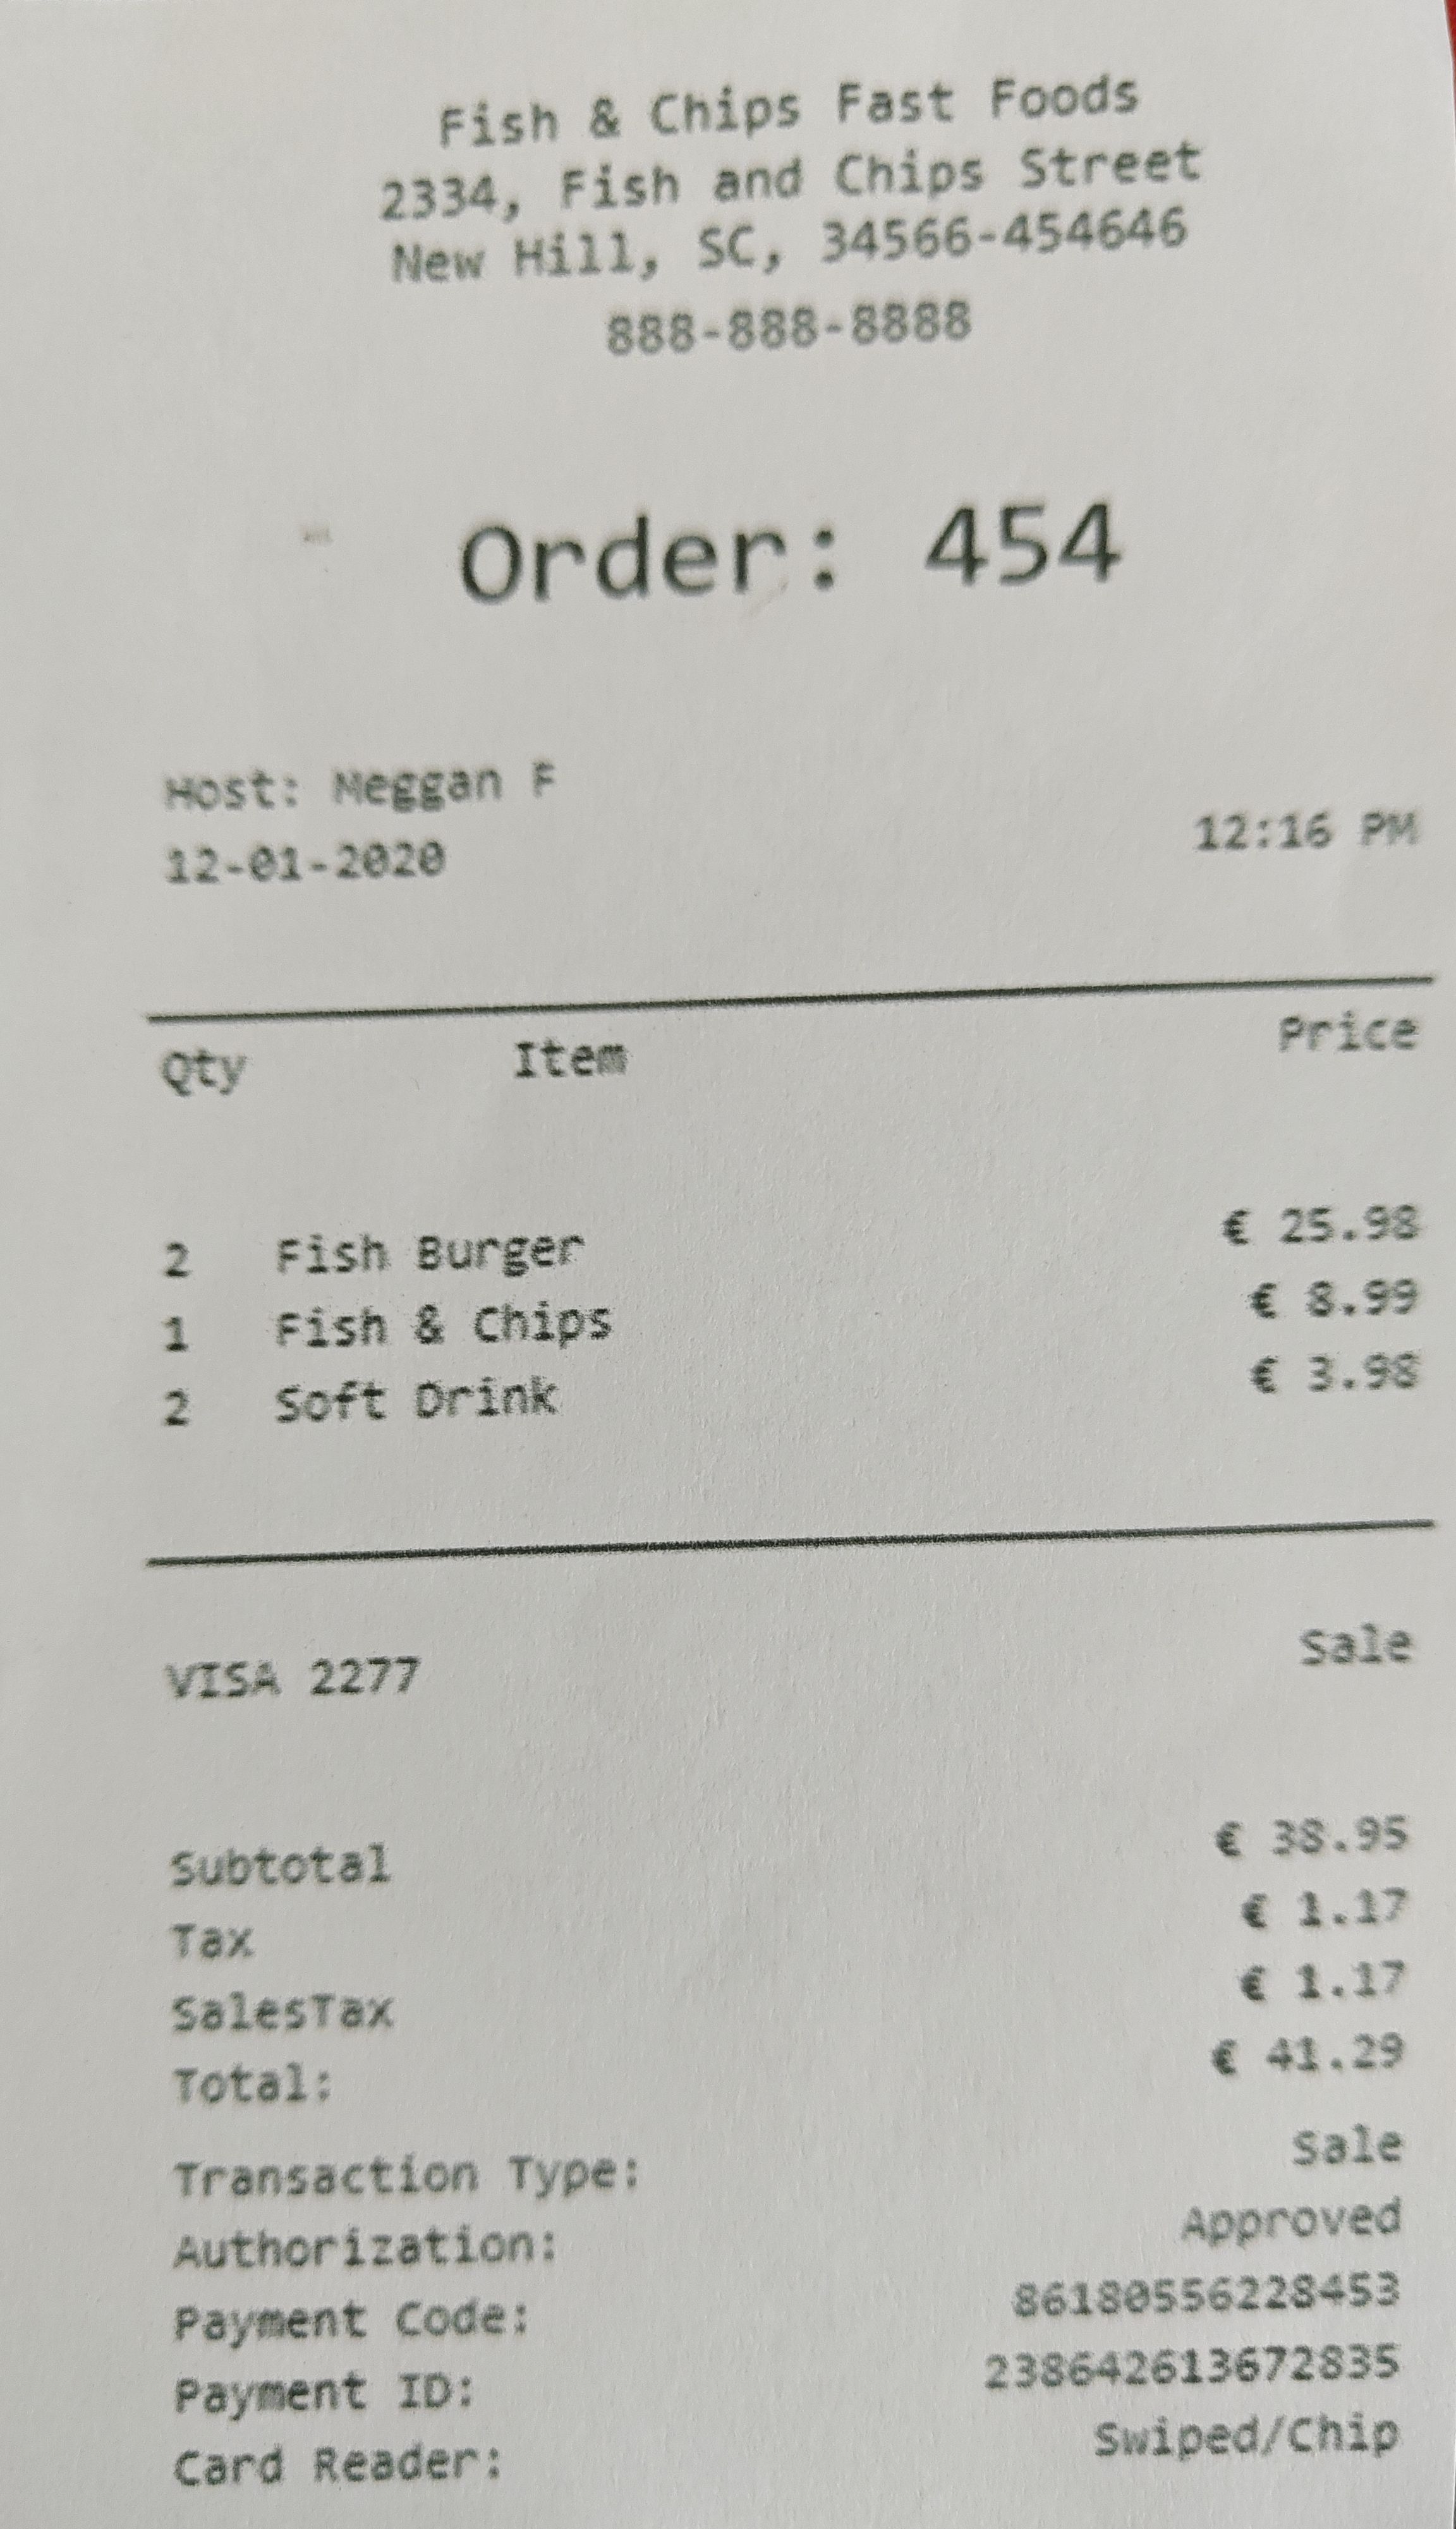 Fish & Chips Fast Foods
2334, Fish and Chips Street
New Hill, SC, 34566-454646
888-888-8888
Order: 454
Host: Meggan F
12-01-2020 12:16 PM
Qty Item Price
2 Fish Burger € 25.98
1 Fish & Chips € 8.99
2 Soft Drink € 3.98
VISA 2277 Sale
Subtotal € 38.95
Tax € 1.17
SalesTax € 1.17
Total: € 41.29
Transaction Type: Sale
Authorization: Approved
Payment Code: 86180556228453
Payment ID: 238642613672835
Card Reader: Swiped/Chip